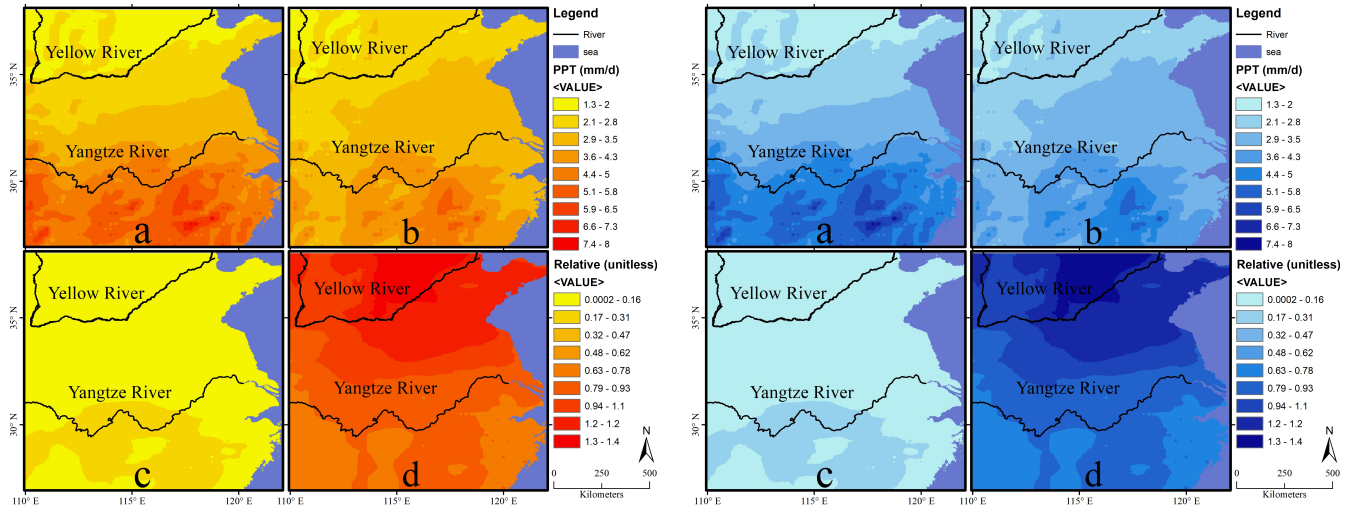 Yellow River
Yangtze River
a
Yellow River
Yangtze River
b
Yellow River
Yangtze River
c
Yellow River
Yangtze River
d
35° N
30° N
35° N
30° N
110° E
115° E
120° E
115° E
120° E
Legend
River
sea
PPT (mm/d)
<VALUE>
1.3 - 2
2.1 - 2.8
2.9 - 3.5
3.6 - 4.3
4.4 - 5
5.1 - 5.8
5.9 - 6.5
6.6 - 7.3
7.4 - 8
Relative (unitless)
<VALUE>
0.0002 - 0.16
0.17 - 0.31
0.32 - 0.47
0.48 - 0.62
0.63 - 0.78
0.79 - 0.93
0.94 - 1.1
1.2 - 1.2
1.3 - 1.4
N
0 250 500
Kilometers
Yellow River
Yangtze River
a
Yellow River
Yangtze River
b
Yellow River
Yangtze River
c
Yellow River
Yangtze River
d
35° N
30° N
35° N
30° N
110° E
115° E
120° E
115° E
120° E
Legend
River
sea
PPT (mm/d)
<VALUE>
1.3 - 2
2.1 - 2.8
2.9 - 3.5
3.6 - 4.3
4.4 - 5
5.1 - 5.8
5.9 - 6.5
6.6 - 7.3
7.4 - 8
Relative (unitless)
<VALUE>
0.0002 - 0.16
0.17 - 0.31
0.32 - 0.47
0.48 - 0.62
0.63 - 0.78
0.79 - 0.93
0.94 - 1.1
1.2 - 1.2
1.3 - 1.4
N
0 250 500
Kilometers